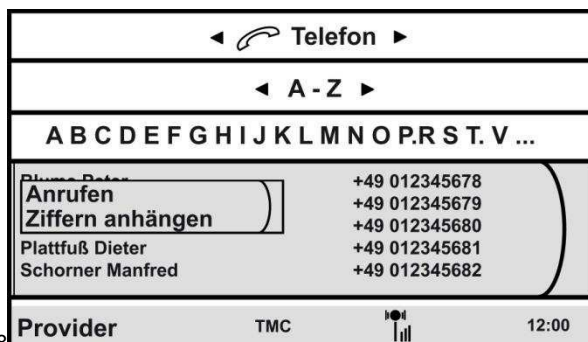 Telefon
A - Z
A B C D E F G H I J K L M N O P.R S T. V ...
+49 012345678
Anrufen +49 012345679
Ziffern anhängen +49 012345680
Plattfuß Dieter +49 012345681
Schorner Manfred +49 012345682
Provider TMC 12:00